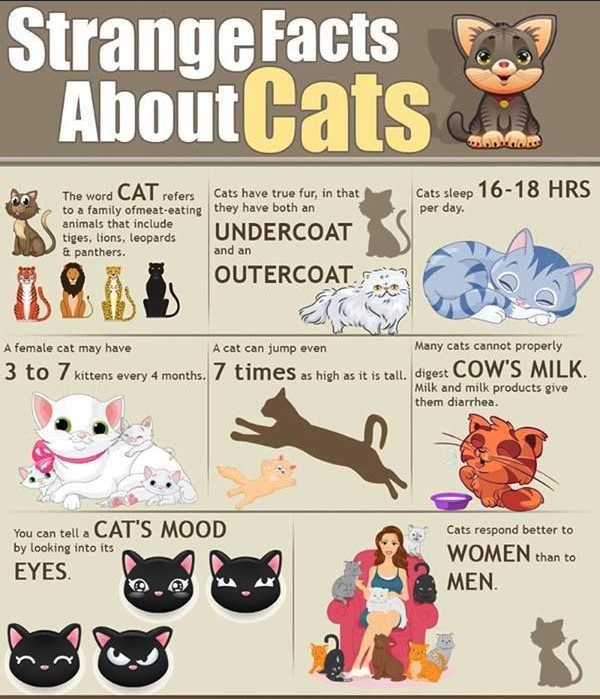 Strange Facts
About Cats
The word CAT refers
to a family ofmeat-eating
animals that include
tiges, lions, leopards
& panthers.
Cats have true fur, in that
they have both an
UNDERCOAT
and an
OUTERCOAT.
Cats sleep 16-18 HRS
per day.
A female cat may have
3 to 7 kittens every 4 months.
A cat can jump even
7 times as high as it is tall.
Many cats cannot properly
digest COW'S MILK.
Milk and milk products give
them diarrhea.
You can tell a CAT'S MOOD
by looking into its
EYES.
Cats respond better to
WOMEN than to
MEN.